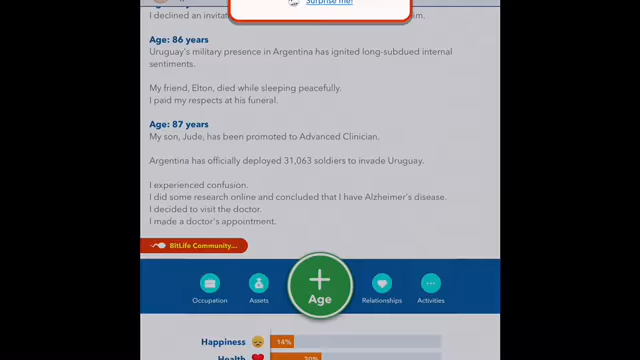 Surprise me!
I declined an invitat
im.
Age: 86 years
Uruguay's military presence in Argentina has ignited long-subdued internal
sentiments.
My friend, Elton, died while sleeping peacefully.
I paid my respects at his funeral.
Age: 87 years
My son, Jude, has been promoted to Advanced Clinician.
Argentina has officially deployed 31,063 soldiers to invade Uruguay.
I experienced confusion.
I did some research online and concluded that I have Alzheimer's disease.
I decided to visit the doctor.
I made a doctor's appointment.
BitLife Community...
Occupation
Assets
Age
Relationships
Activities
Happiness 14%
Health 20%